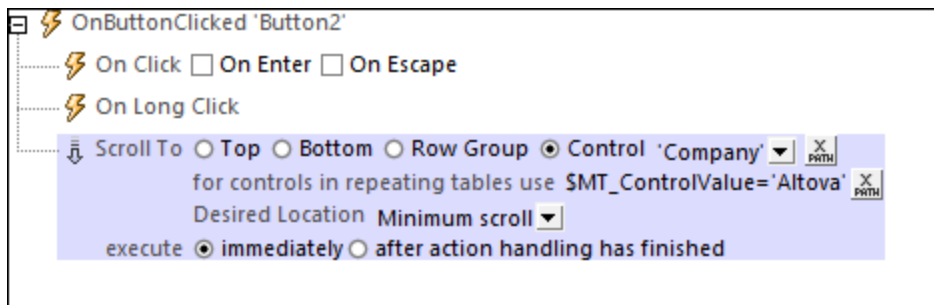 OnButtonClicked 'Button2'
On Click On Enter On Escape
On Long Click
Scroll To Top Bottom Row Group Control 'Company' X PATH
for controls in repeating tables use $MT_ControlValue='Altova' X PATH
Desired Location Minimum scroll
execute immediately after action handling has finished